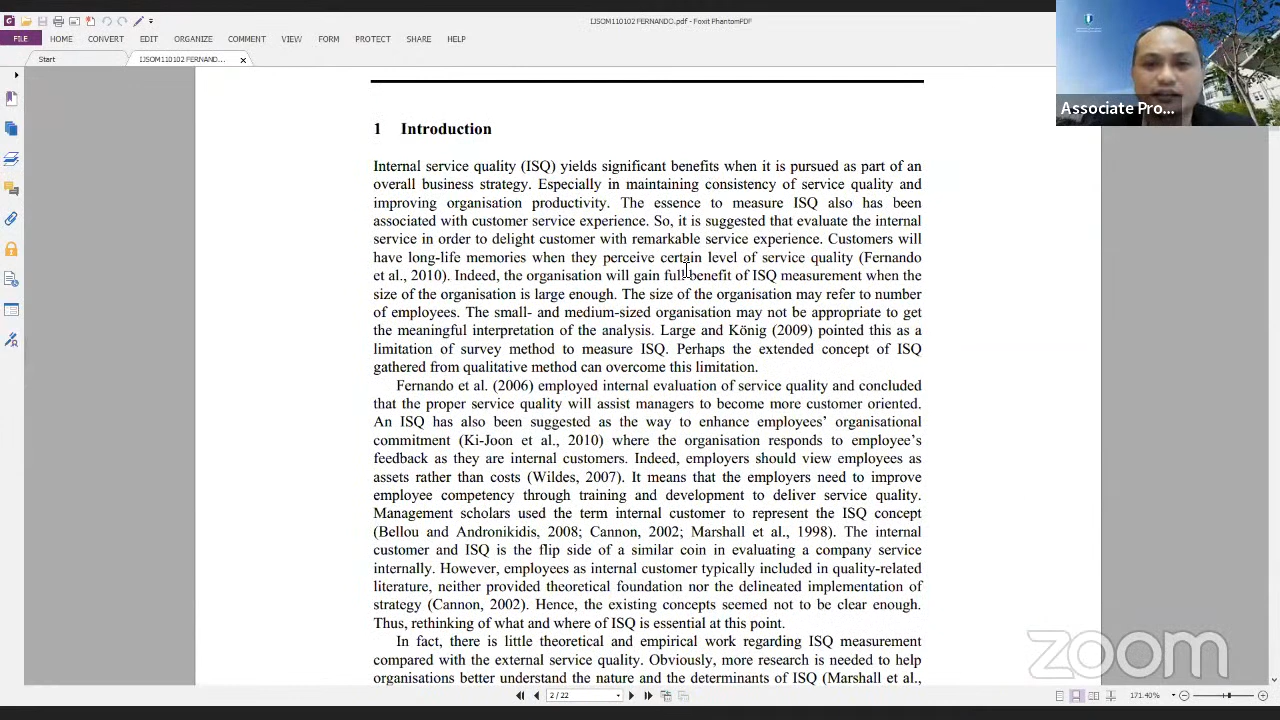 IJSOM110102 FERNANDO.pdf - Foxit PhantomPDF
FILE HOME CONVERT EDIT ORGANIZE COMMENT VIEW FORM PROTECT SHARE HELP
Start IJSOM110102 FERNAND...
Associate Pro...
1 Introduction
Internal service quality (ISQ) yields significant benefits when it is pursued as part of an
overall business strategy. Especially in maintaining consistency of service quality and
improving organisation productivity. The essence to measure ISQ also has been
associated with customer service experience. So, it is suggested that evaluate the internal
service in order to delight customer with remarkable service experience. Customers will
have long-life memories when they perceive certain level of service quality (Fernando
et al., 2010). Indeed, the organisation will gain full benefit of ISQ measurement when the
size of the organisation is large enough. The size of the organisation may refer to number
of employees. The small- and medium-sized organisation may not be appropriate to get
the meaningful interpretation of the analysis. Large and König (2009) pointed this as a
limitation of survey method to measure ISQ. Perhaps the extended concept of ISQ
gathered from qualitative method can overcome this limitation.
Fernando et al. (2006) employed internal evaluation of service quality and concluded
that the proper service quality will assist managers to become more customer oriented.
An ISQ has also been suggested as the way to enhance employees' organisational
commitment (Ki-Joon et al., 2010) where the organisation responds to employee's
feedback as they are internal customers. Indeed, employers should view employees as
assets rather than costs (Wildes, 2007). It means that the employers need to improve
employee competency through training and development to deliver service quality.
Management scholars used the term internal customer to represent the ISQ concept
(Bellou and Andronikidis, 2008; Cannon, 2002; Marshall et al., 1998). The internal
customer and ISQ is the flip side of a similar coin in evaluating a company service
internally. However, employees as internal customer typically included in quality-related
literature, neither provided theoretical foundation nor the delineated implementation of
strategy (Cannon, 2002). Hence, the existing concepts seemed not to be clear enough.
Thus, rethinking of what and where of ISQ is essential at this point.
In fact, there is little theoretical and empirical work regarding ISQ measurement
compared with the external service quality. Obviously, more research is needed to help
organisations better understand the nature and the determinants of ISQ (Marshall et al.,
zoom
2 / 22
171.40%